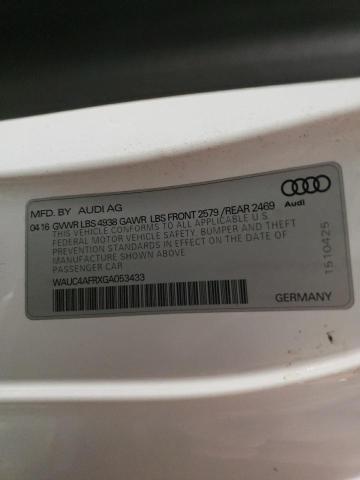 MFD. BY AUDI AG
04 16 GVWR LBS 4938 GAWR LBS FRONT 2579 /REAR 2469
THIS VEHICLE CONFORMS TO ALL APPLICABLE U S
FEDERAL MOTOR VEHICLE SAFETY, BUMPER AND THEFT
PREVENTION STANDARDS IN EFFECT ON THE DATE OF
MANUFACTURE SHOWN ABOVE
PASSENGER CAR
WAUC4AFRXGA053433
GERMANY
Audi
1510425